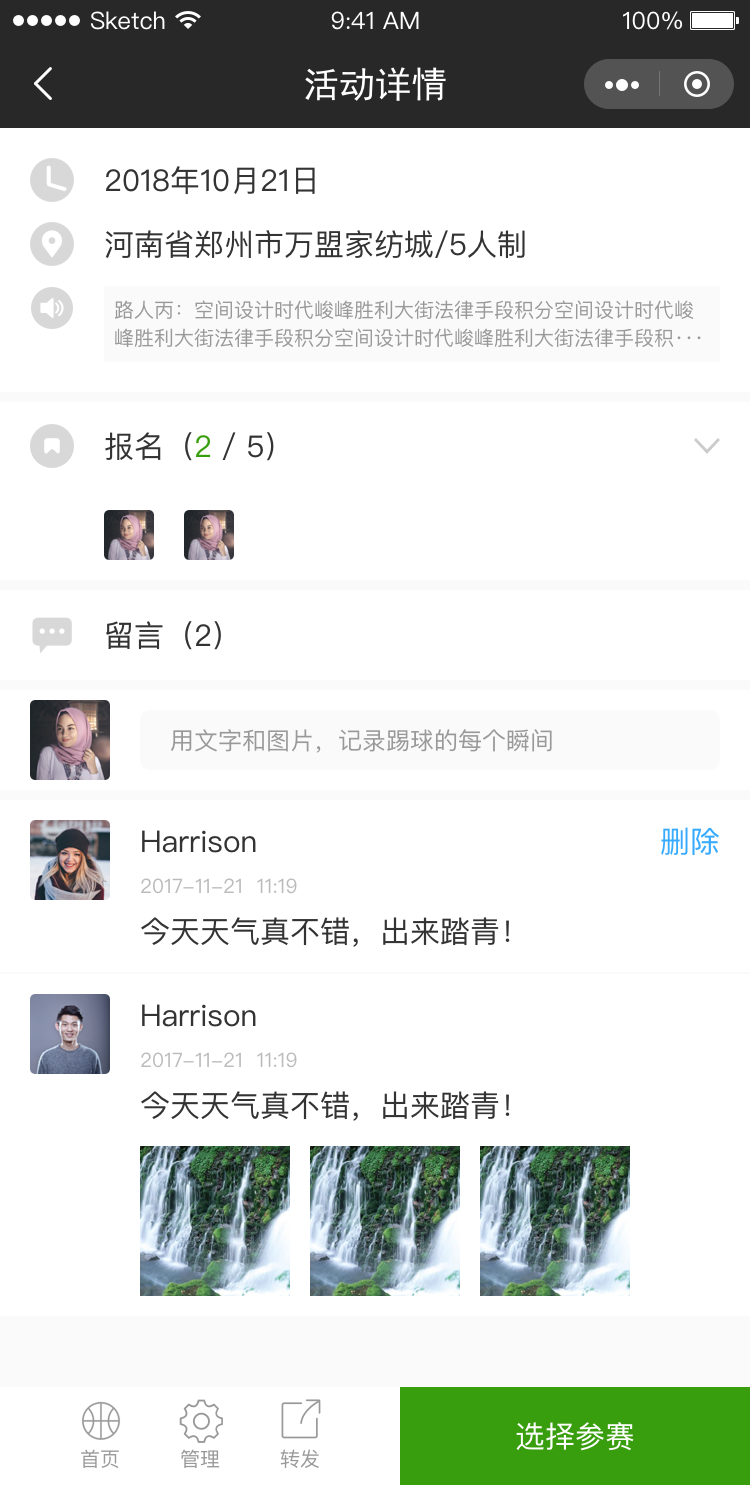 Sketch 9:41 AM 100%
活动详情
2018年10月21日
河南省郑州市万盟家纺城/5人制
路人丙：空间设计时代峻峰胜利大街法律手段积分空间设计时代峻
峰胜利大街法律手段积分空间设计时代峻峰胜利大街法律手段积···
报名（2 / 5）
留言（2）
用文字和图片，记录踢球的每个瞬间
Harrison 删除
2017-11-21 11:19
今天天气真不错，出来踏青！
Harrison
2017-11-21 11:19
今天天气真不错，出来踏青！
首页 管理 转发 选择参赛